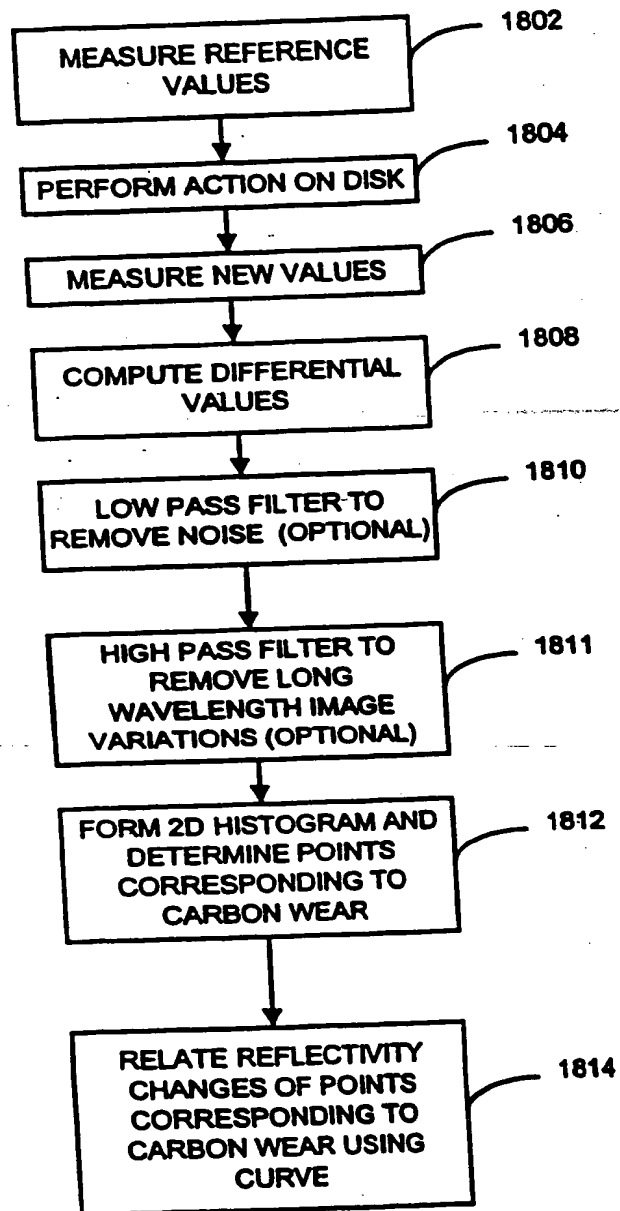 1802
MEASURE REFERENCE
VALUES
1804
PERFORM ACTION ON DISK
1806
MEASURE NEW VALUES
1808
COMPUTE DIFFERENTIAL
VALUES
1810
LOW PASS FILTER TO
REMOVE NOISE (OPTIONAL)
1811
HIGH PASS FILTER TO
REMOVE LONG
WAVELENGTH IMAGE
VARIATIONS (OPTIONAL)
1812
FORM 2D HISTOGRAM AND
DETERMINE POINTS
CORRESPONDING TO
CARBON WEAR
1814
RELATE REFLECTIVITY
CHANGES OF POINTS
CORRESPONDING TO
CARBON WEAR USING
CURVE